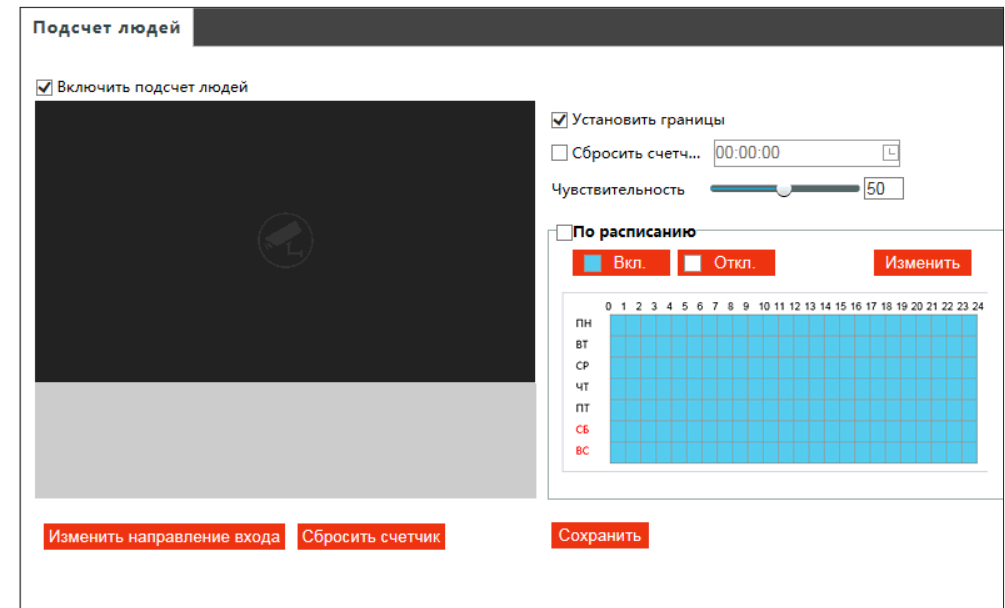 Подсчет людей
Включить подсчет людей
Установить границы
Сбросить счетч... 00:00:00
Чувствительность 50
По расписанию
Вкл. Откл. Изменить
0 1 2 3 4 5 6 7 8 9 10 11 12 13 14 15 16 17 18 19 20 21 22 23 24
ПН
ВТ
СР
ЧТ
ПТ
СБ
ВС
Изменить направление входа Сбросить счетчик Сохранить